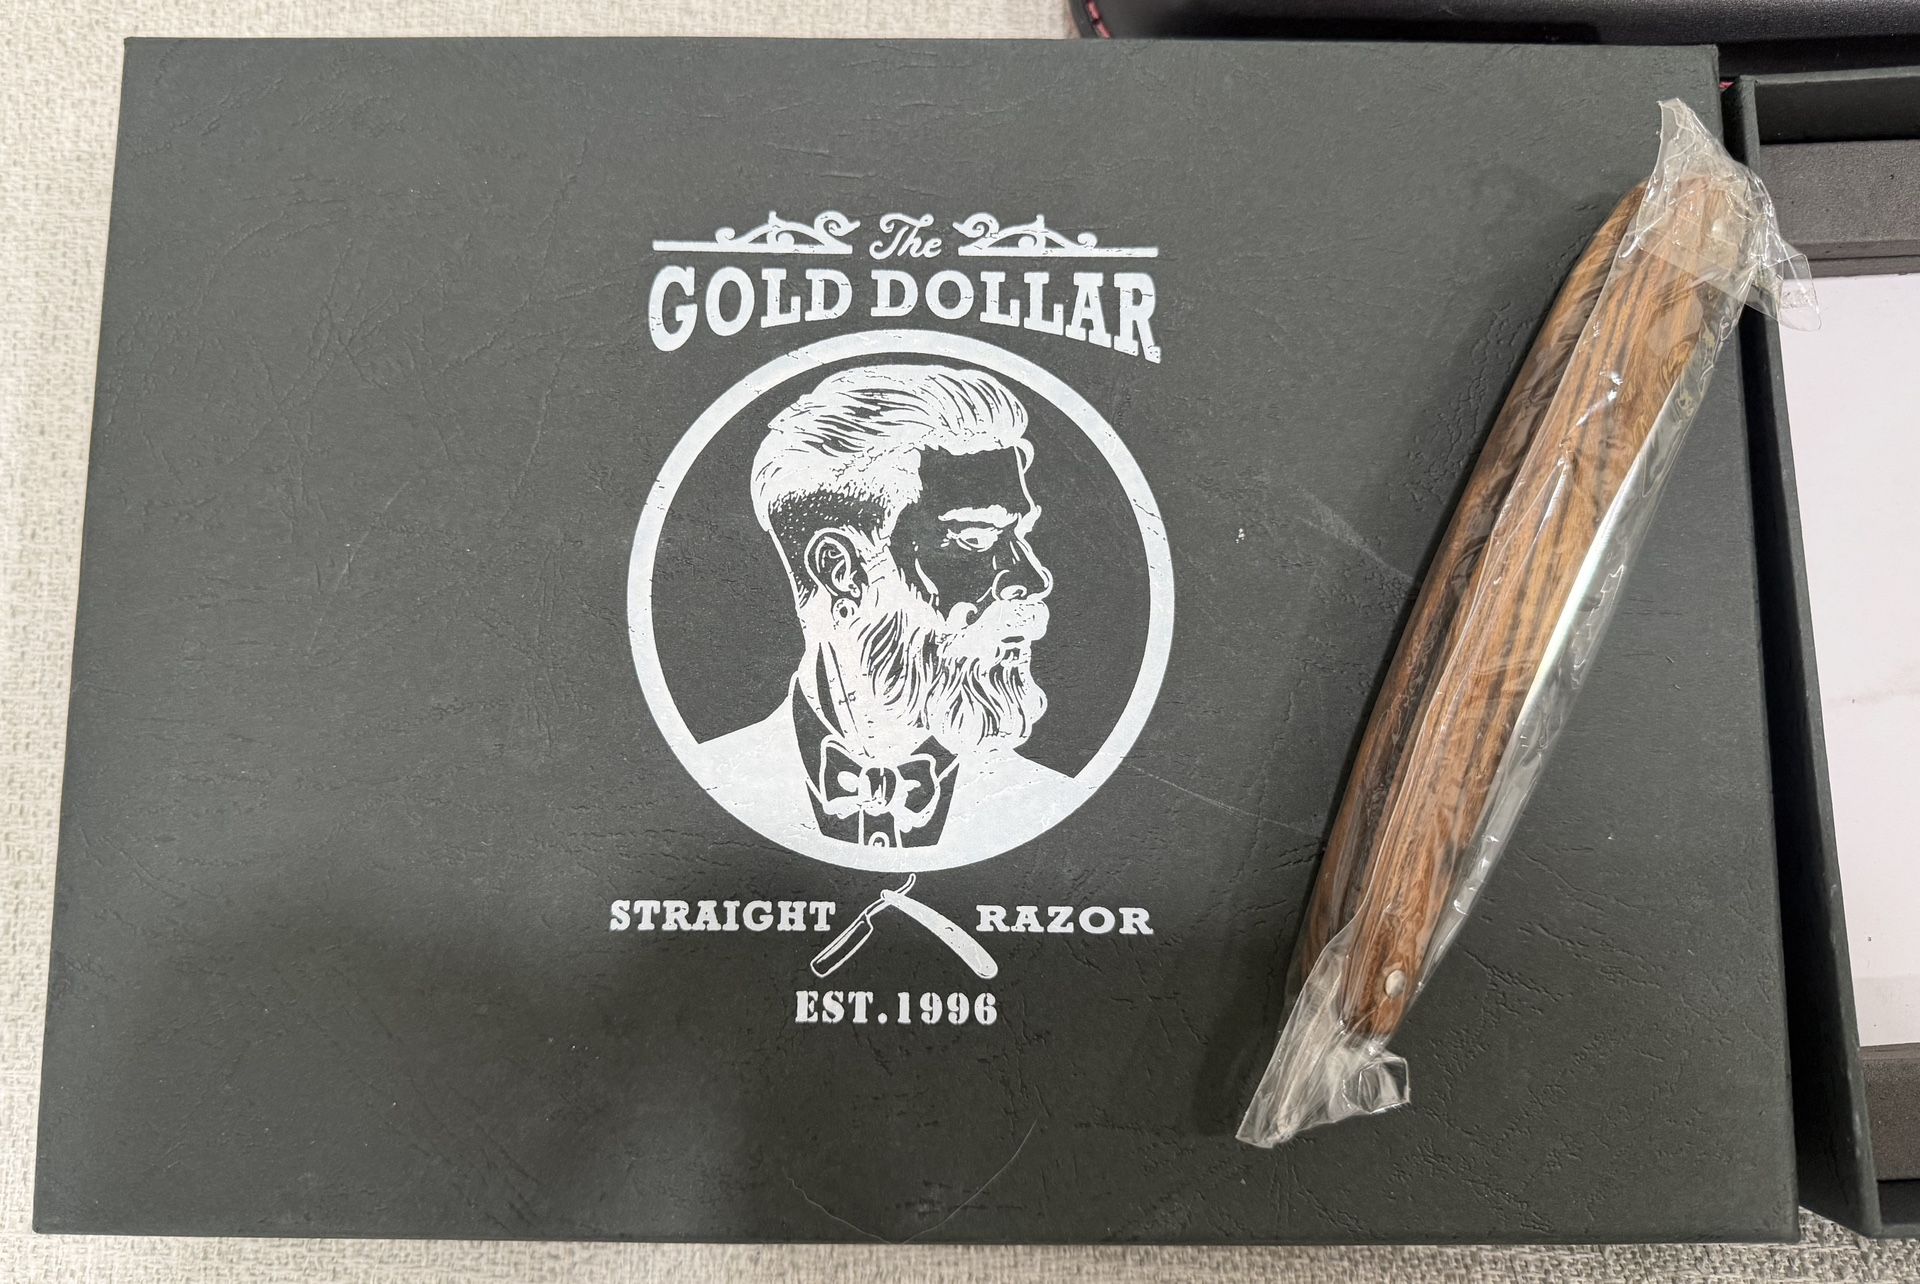 The
GOLD DOLLAR
STRAIGHT RAZOR
EST.1996